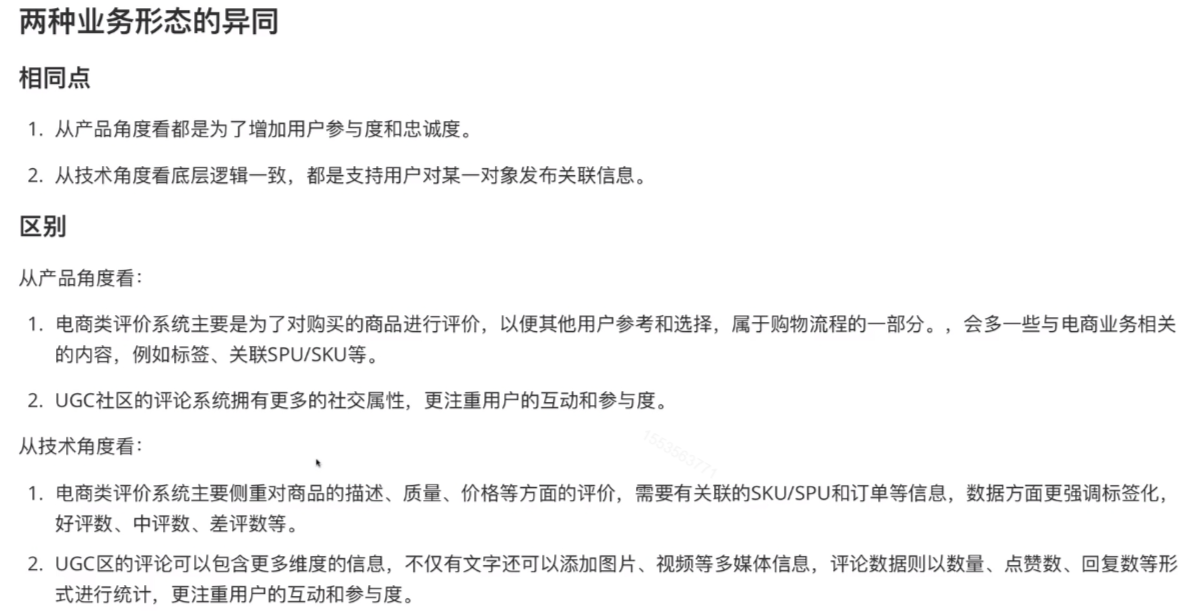 两种业务形态的异同
相同点
1. 从产品角度看都是为了增加用户参与度和忠诚度。
2. 从技术角度看底层逻辑一致，都是支持用户对某一对象发布关联信息。
区别
从产品角度看：
1. 电商类评价系统主要是为了对购买的商品进行评价，以便其他用户参考和选择，属于购物流程的一部分。，会多一些与电商业务相关
的内容，例如标签、关联SPU/SKU等。
2. UGC社区的评论系统拥有更多的社交属性，更注重用户的互动和参与度。
1553583771
从技术角度看：
1. 电商类评价系统主要侧重对商品的描述、质量、价格等方面的评价，需要有关联的SKU/SPU和订单等信息，数据方面更强调标签化，
好评数、中评数、差评数等。
2. UGC区的评论可以包含更多维度的信息，不仅有文字还可以添加图片、视频等多媒体信息，评论数据则以数量、点赞数、回复数等形
式进行统计，更注重用户的互动和参与度。